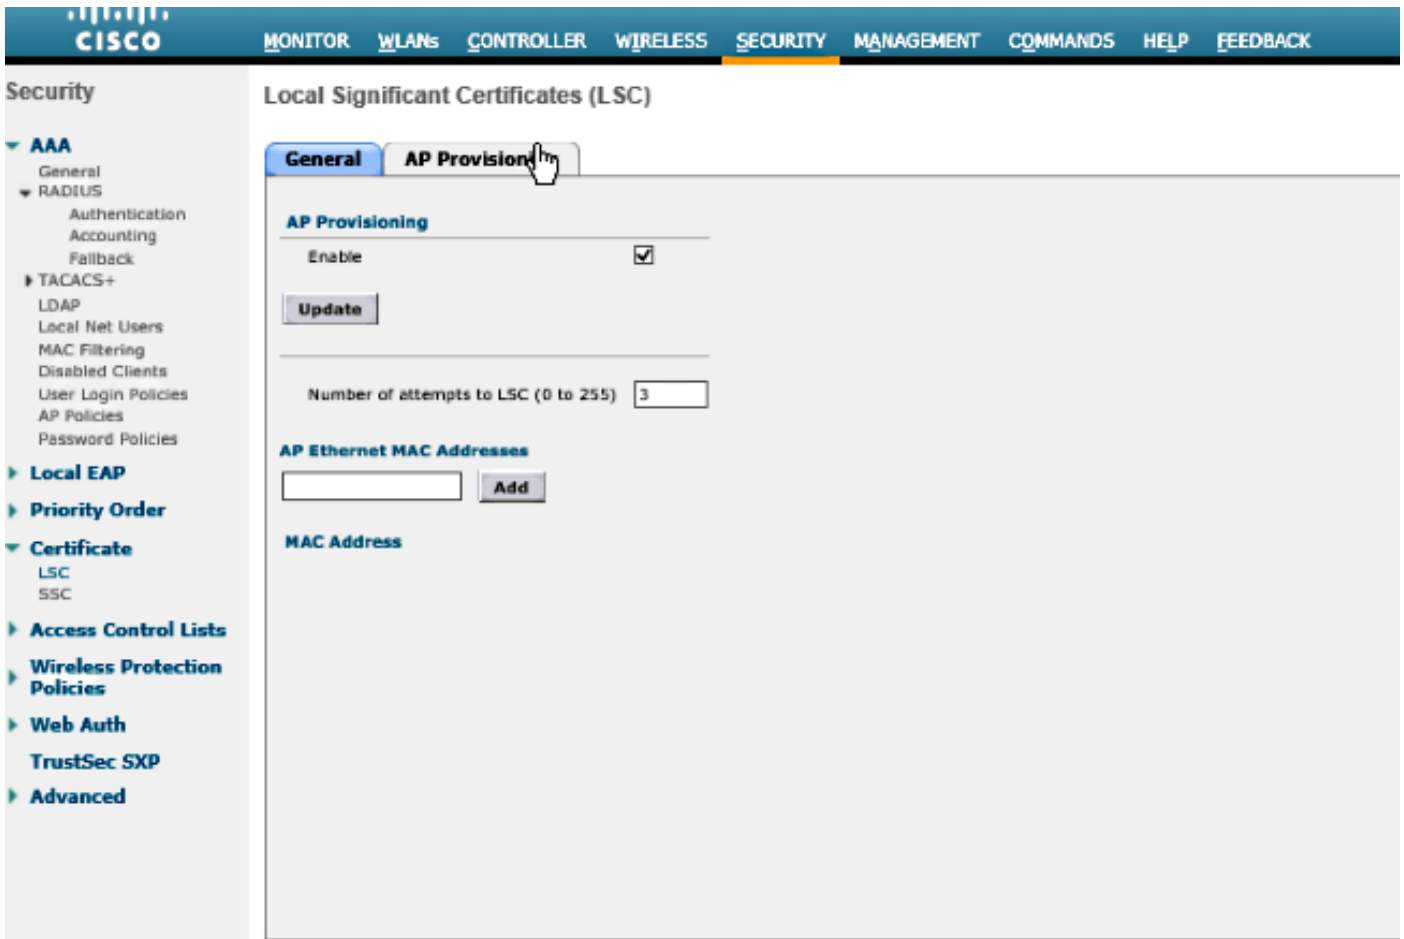 CISCO
MONITOR WLANs CONTROLLER WIRELESS SECURITY MANAGEMENT COMMANDS HELP FEEDBACK
Security
AAA
General
RADIUS
Authentication
Accounting
Fallback
TACACS+
LDAP
Local Net Users
MAC Filtering
Disabled Clients
User Login Policies
AP Policies
Password Policies
Local EAP
Priority Order
Certificate
LSC
SSC
Access Control Lists
Wireless Protection
Policies
Web Auth
TrustSec SXP
Advanced
Local Significant Certificates (LSC)
General AP Provisioning
AP Provisioning
Enable
Update
Number of attempts to LSC (0 to 255) 3
AP Ethernet MAC Addresses
Add
MAC Address